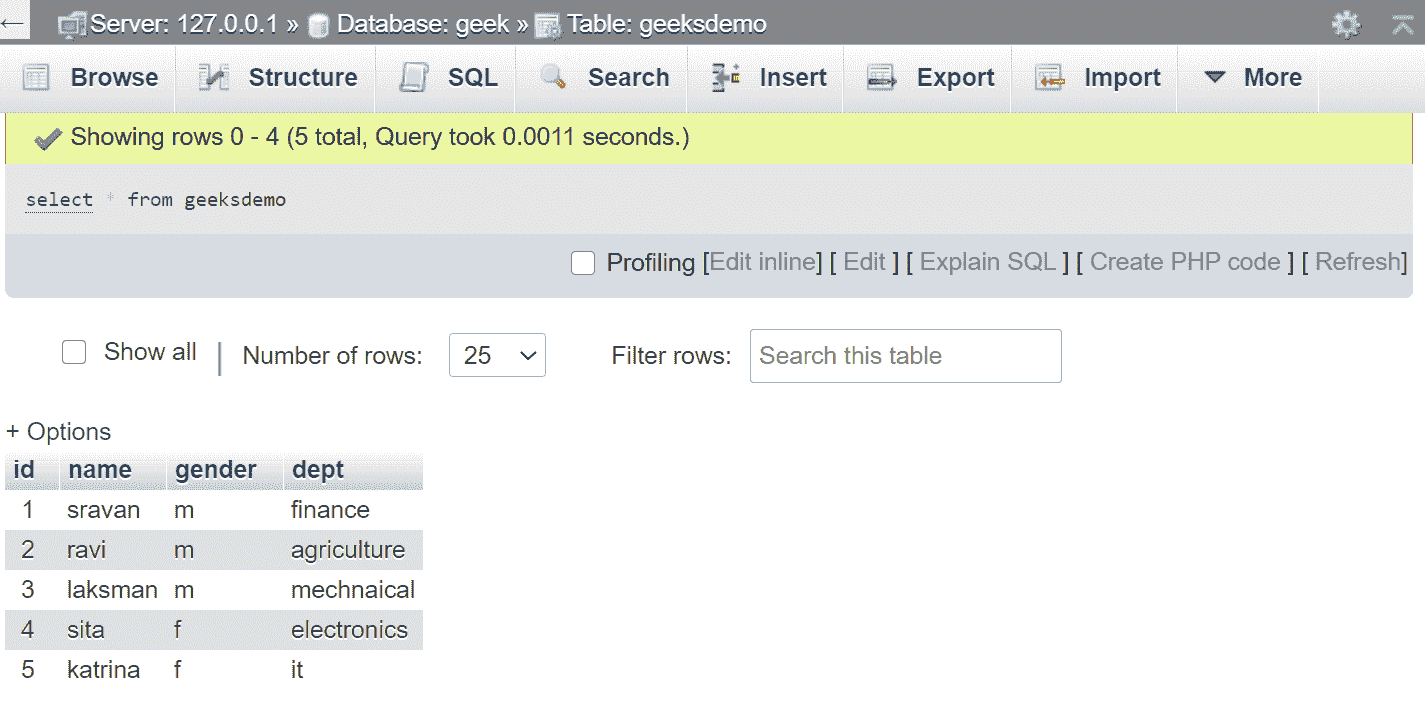 ← Server: 127.0.0.1 » Database: geek » Table: geeksdemo
Browse Structure SQL Search Insert Export Import More
Showing rows 0 - 4 (5 total, Query took 0.0011 seconds.)
select * from geeksdemo
Profiling [Edit inline] [ Edit ] [ Explain SQL ] [ Create PHP code ] [ Refresh]
Show all | Number of rows: 25 Filter rows: Search this table
+ Options
id name gender dept
1 sravan m finance
2 ravi m agriculture
3 laksman m mechnaical
4 sita f electronics
5 katrina f it